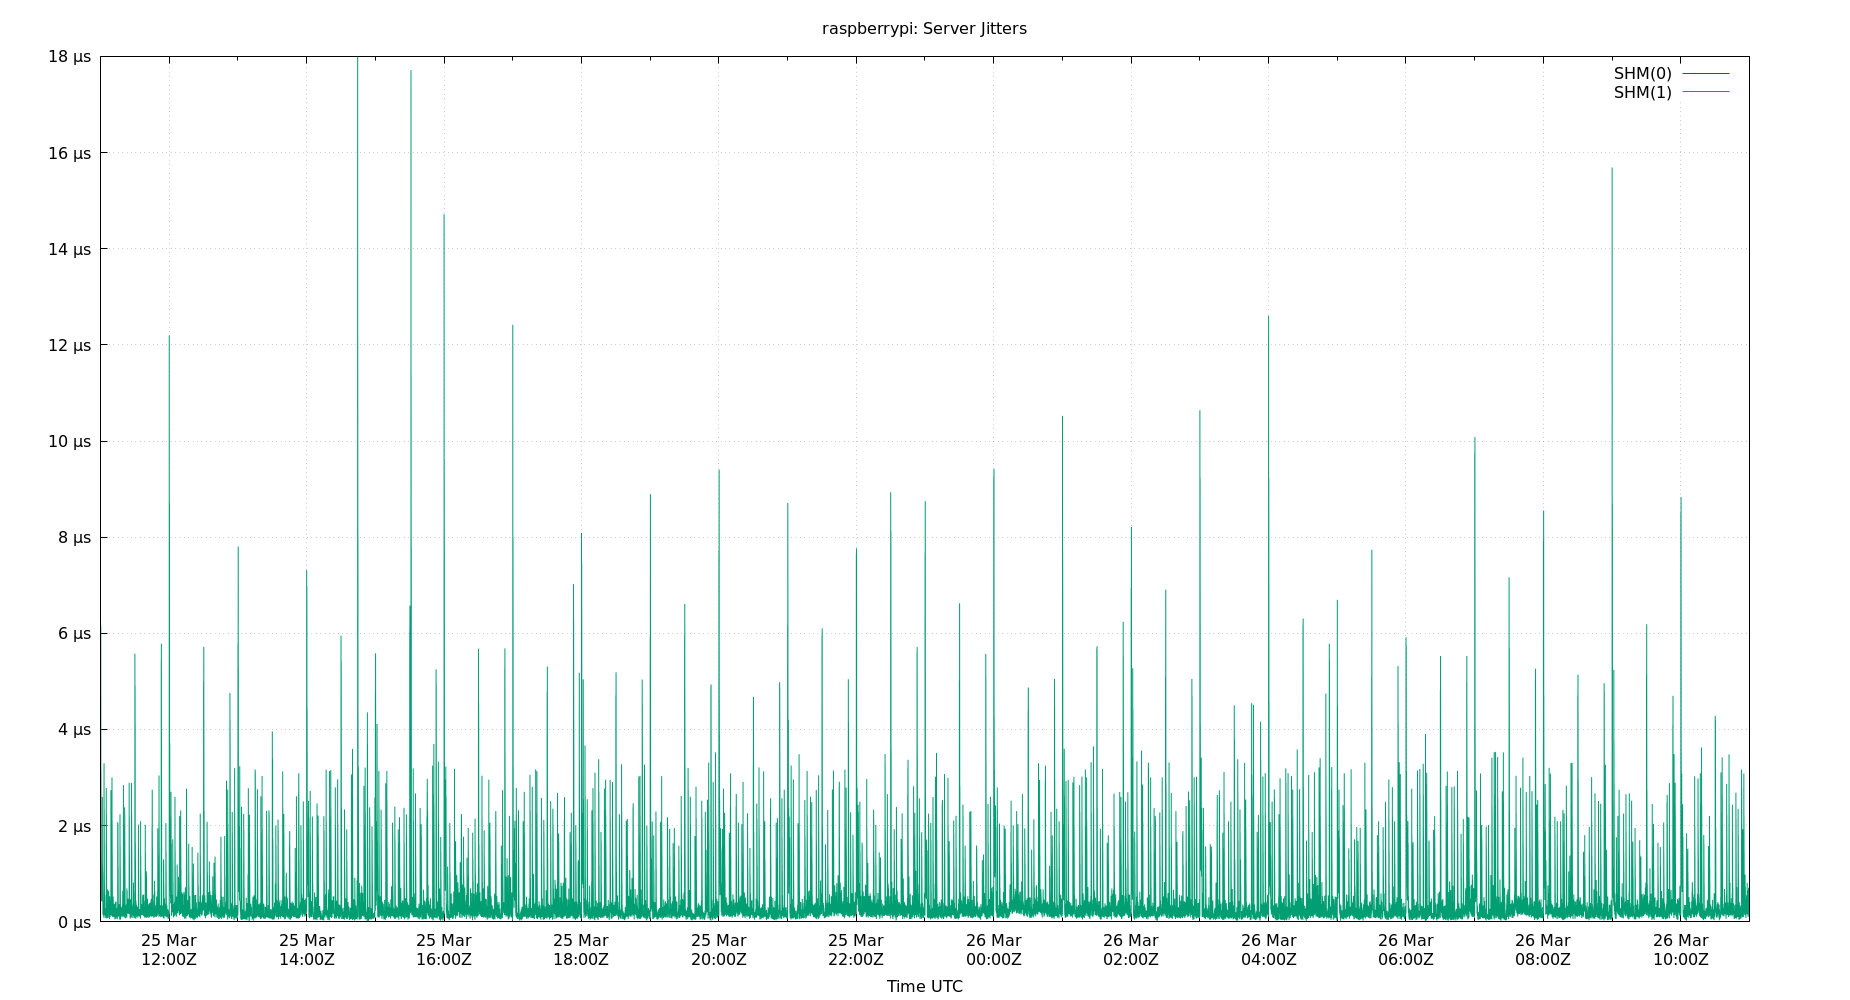 raspberrypi: Server Jitters
SHM(0)
SHM(1)
18 µs
16 µs
14 µs
12 µs
10 µs
8 µs
6 µs
4 µs
2 µs
0 µs
25 Mar 25 Mar 25 Mar 25 Mar 25 Mar 25 Mar 26 Mar 26 Mar 26 Mar 26 Mar 26 Mar 26 Mar
12:00Z 14:00Z 16:00Z 18:00Z 20:00Z 22:00Z 00:00Z 02:00Z 04:00Z 06:00Z 08:00Z 10:00Z
Time UTC